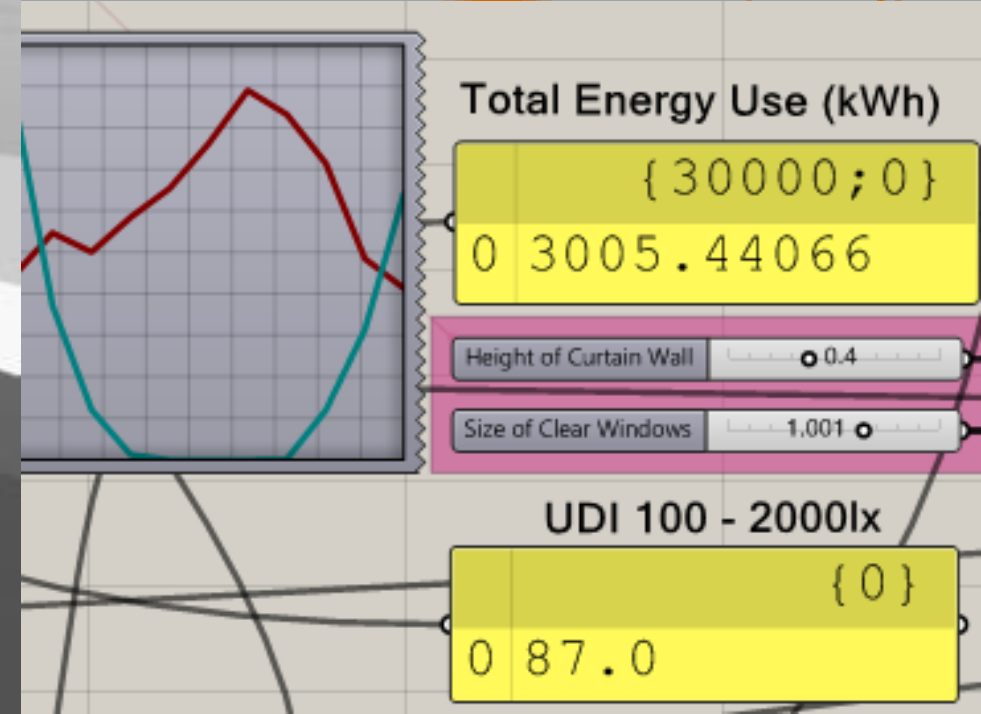 Total Energy Use (kWh)
{30000;0}
0 3005.44066
Height of Curtain Wall 0.4
Size of Clear Windows 1.001
UDI 100 - 2000lx
{0}
0 87.0